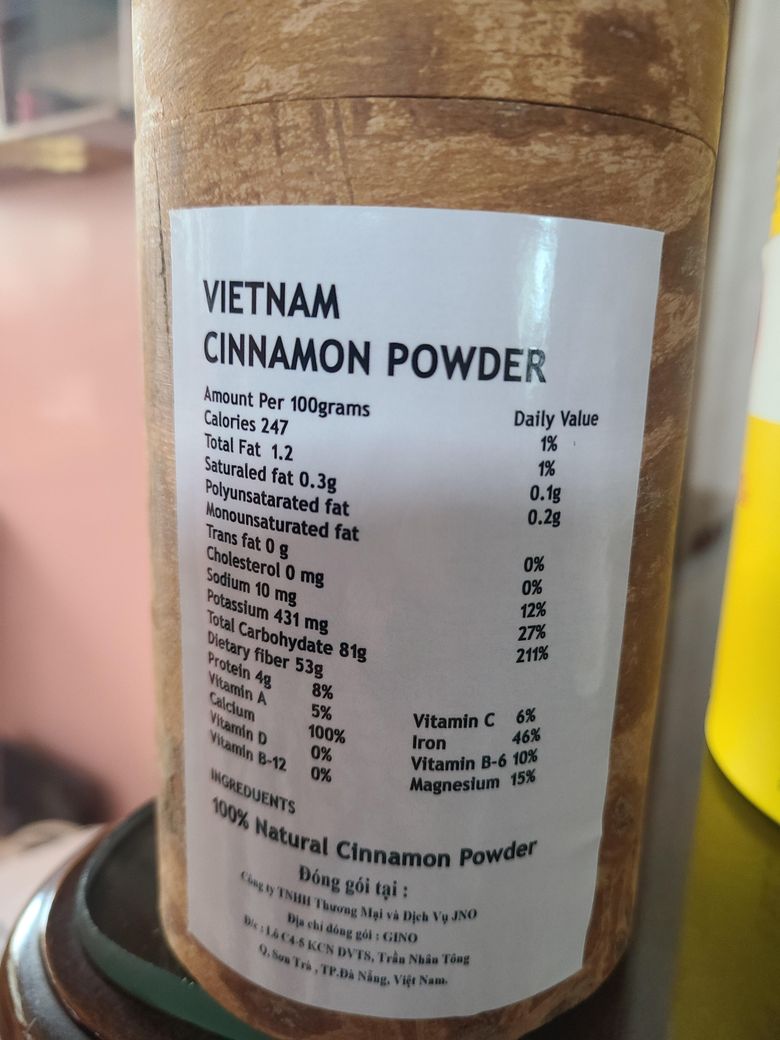 VIETNAM
CINNAMON POWDER
Amount Per 100grams
Daily Value
Calories 247
1%
Total Fat 1.2
1%
Saturaled fat 0.3g
0.1g
Polyunsatarated fat
0.2g
Monounsaturated fat
Trans fat 0 g
0%
Cholesterol 0 mg
0%
Sodium 10 mg
12%
Potassium 431 mg
27%
Total Carbohydate 81g
211%
Dietary fiber 53g
Protein 4g 8%
Vitamin A 5%
Vitamin C 6%
Calcium 100%
Iron 46%
Vitamin D 0%
Vitamin B-6 10%
Vitamin B-12 0%
Magnesium 15%
INGREDUENTS
100% Natural Cinnamon Powder
Đóng gói tại :
Công ty TNHH Thương Mại và Dịch Vụ JNO
Địa chỉ đóng gói : GINO
Đ/c : Lô C4-5 KCN DVTS, Trần Nhân Tông
Q. Sơn Trà , TP.Đà Nẵng, Việt Nam.